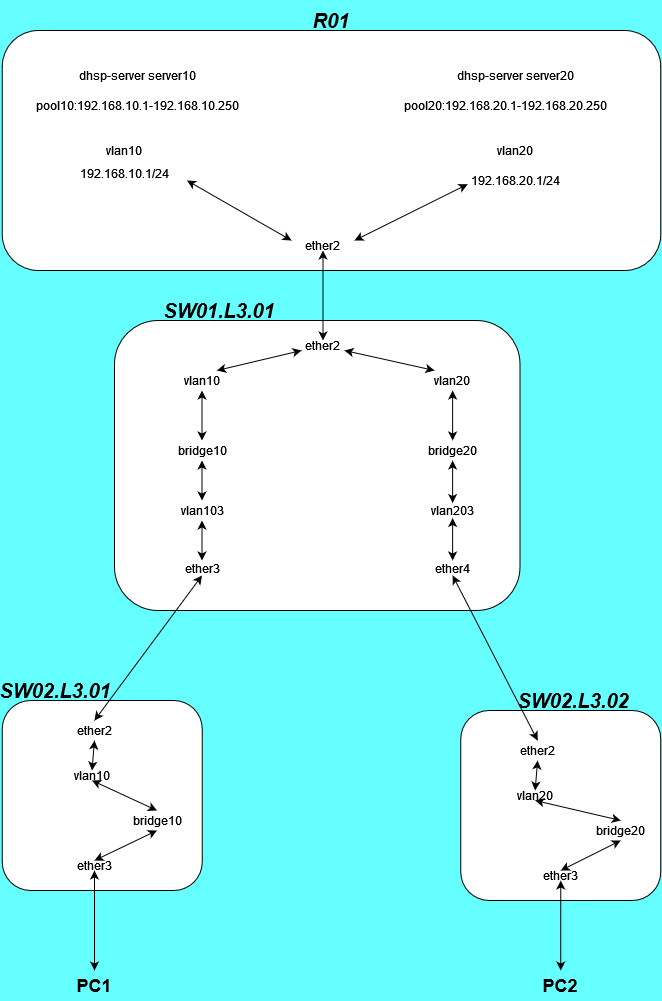 R01
dhsp-server server10
dhsp-server server20
pool10:192.168.10.1-192.168.10.250
pool20:192.168.20.1-192.168.20.250
vlan10
vlan20
192.168.10.1/24
192.168.20.1/24
ether2
SW01.L3.01
ether2
vlan10
vlan20
bridge10
bridge20
vlan103
vlan203
ether3
ether4
SW02.L3.01
SW02.L3.02
ether2
ether2
vlan10
vlan20
bridge10
bridge20
ether3
ether3
PC1
PC2